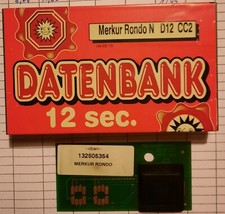 Merkur Rondo N D12 CC2
DATENBANK
12 sec.
132505354
MERKUR RONDO